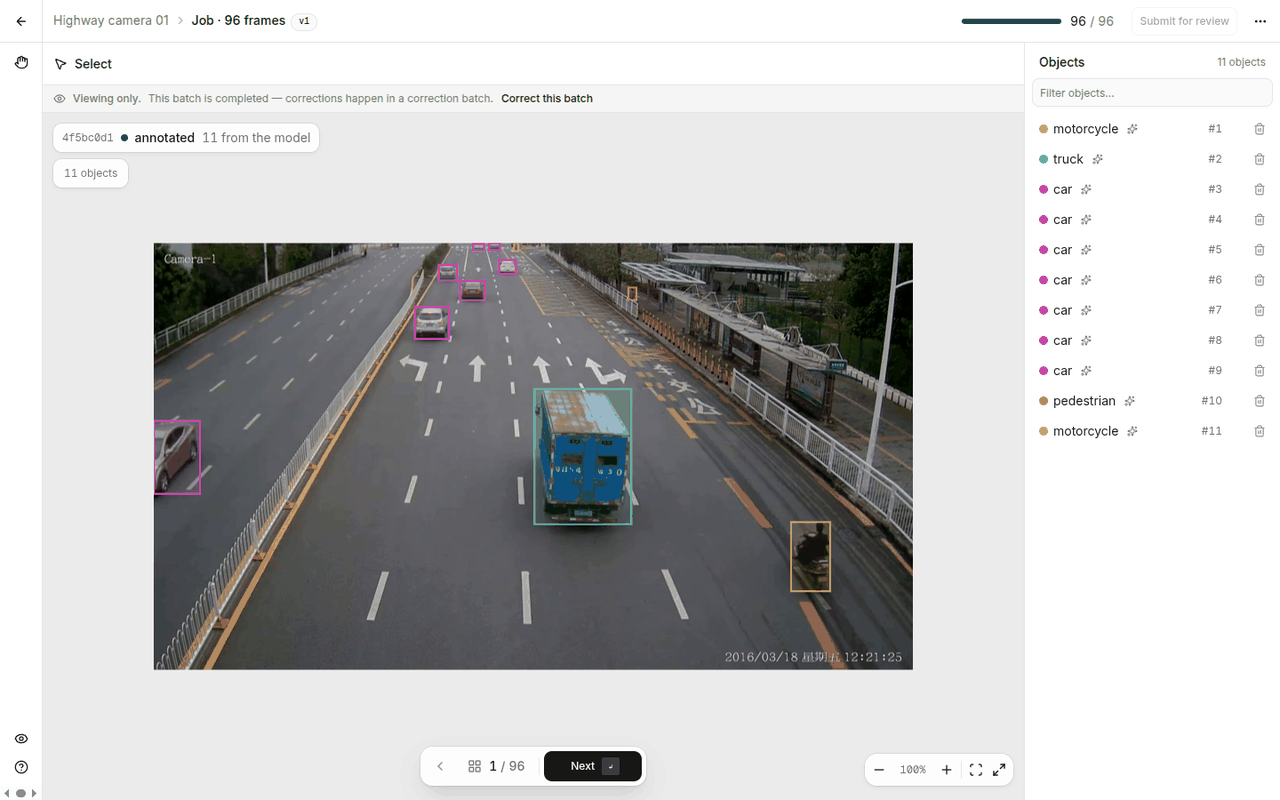 Highway camera 01 > Job · 96 frames v1
96 / 96
Submit for review
Select
Viewing only. This batch is completed — corrections happen in a correction batch. Correct this batch
4f5bc0d1 annotated 11 from the model
11 objects
Camera-1
2016/03/18 星期五 12:21:25
1 / 96
Next
100%
Objects
11 objects
Filter objects...
motorcycle #1
truck #2
car #3
car #4
car #5
car #6
car #7
car #8
car #9
pedestrian #10
motorcycle #11